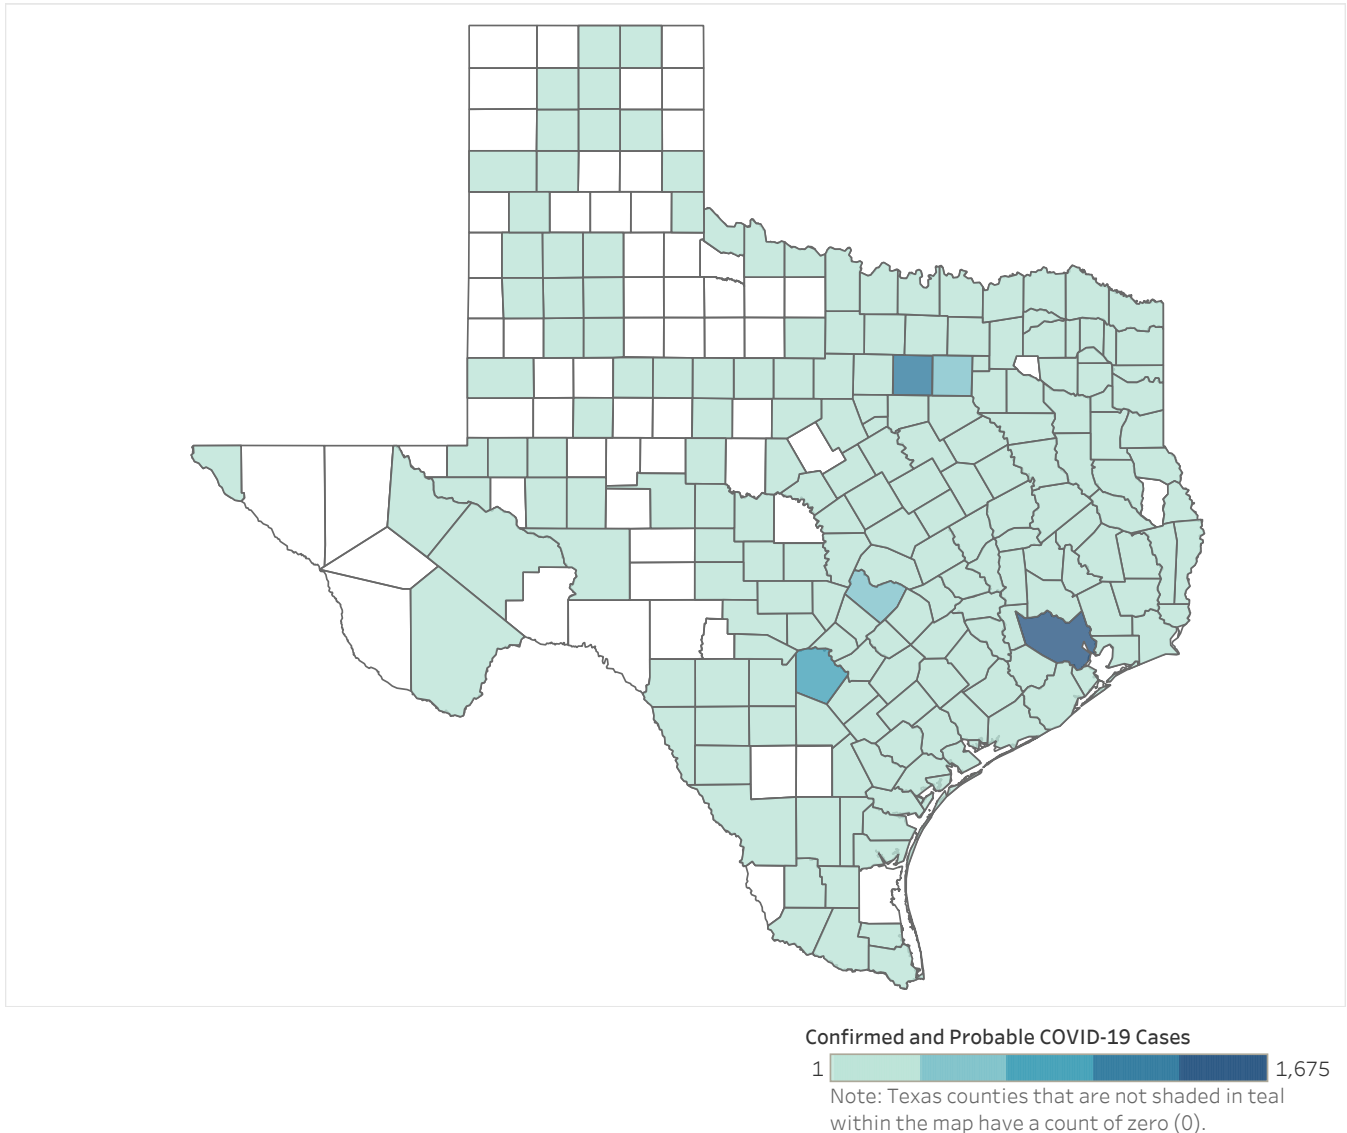 Confirmed and Probable COVID-19 Cases
1 1,675
Note: Texas counties that are not shaded in teal
within the map have a count of zero (0).